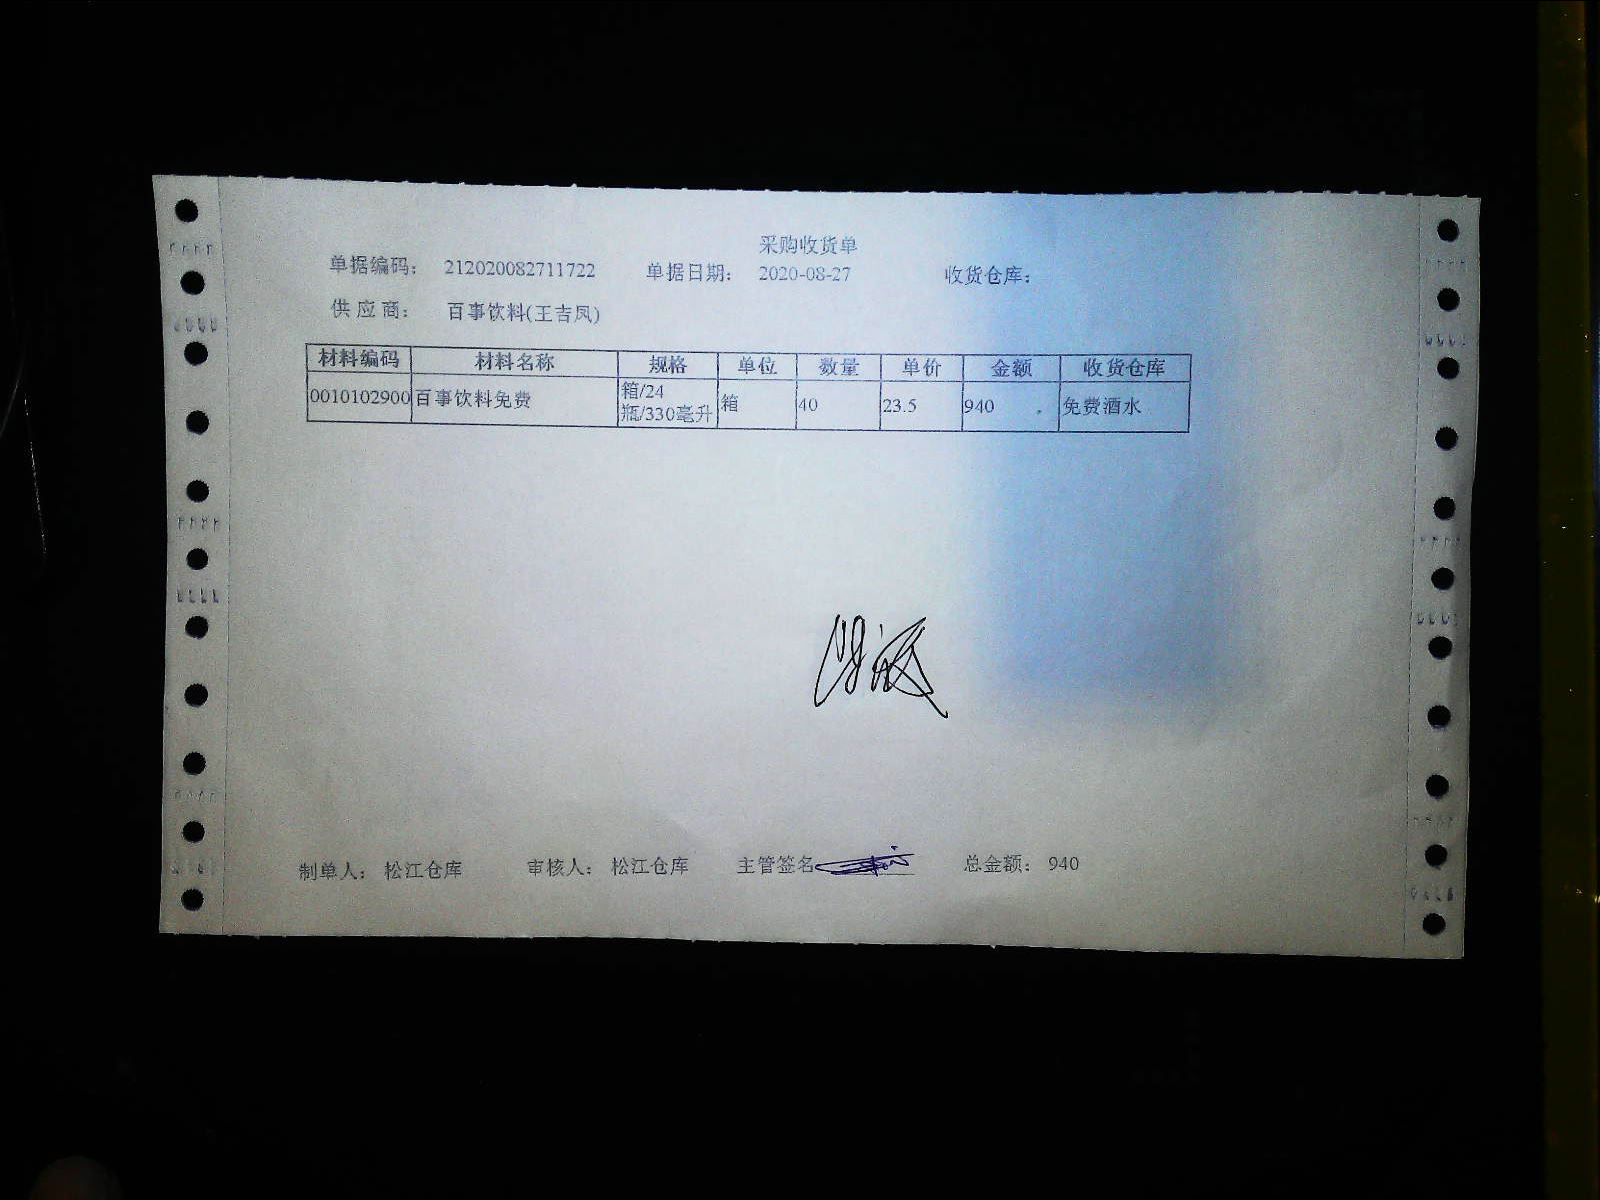 采购收货单
单据编码: 212020082711722 单据日期: 2020-08-27 收货仓库:
供应商: 百事饮料(王吉凤)
材料编码 材料名称 规格 单位 数量 单价 金额 收货仓库
0010102900 百事饮料免费 箱/24瓶/330毫升 箱 40 23.5 940 免费酒水
制单人: 松江仓库 审核人: 松江仓库 主管签名 总金额: 940